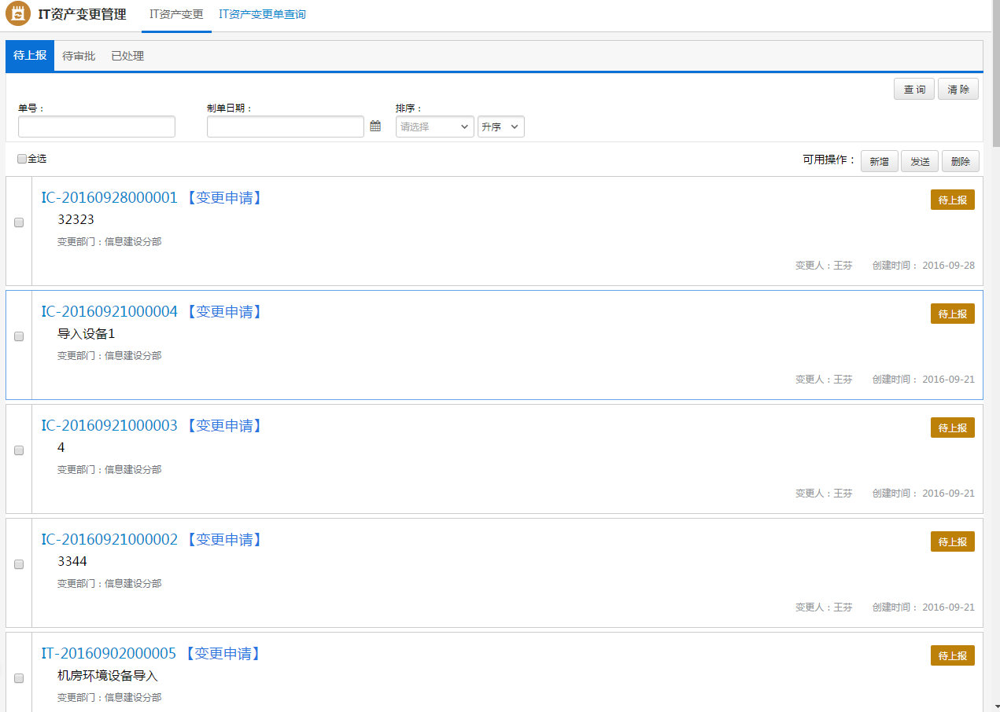 IT资产变更管理 IT资产变更 IT资产变更单查询
待上报 待审批 已处理
查 询 清 除
单号： 制单日期： 排序：
请选择 升序
全选 可用操作： 新增 发送 删除
IC-20160928000001 【变更申请】 待上报
32323
变更部门：信息建设分部
变更人：王芬 创建时间： 2016-09-28
IC-20160921000004 【变更申请】 待上报
导入设备1
变更部门：信息建设分部
变更人：王芬 创建时间： 2016-09-21
IC-20160921000003 【变更申请】 待上报
4
变更部门：信息建设分部
变更人：王芬 创建时间： 2016-09-21
IC-20160921000002 【变更申请】 待上报
3344
变更部门：信息建设分部
变更人：王芬 创建时间： 2016-09-21
IT-20160902000005 【变更申请】 待上报
机房环境设备导入
变更部门：信息建设分部